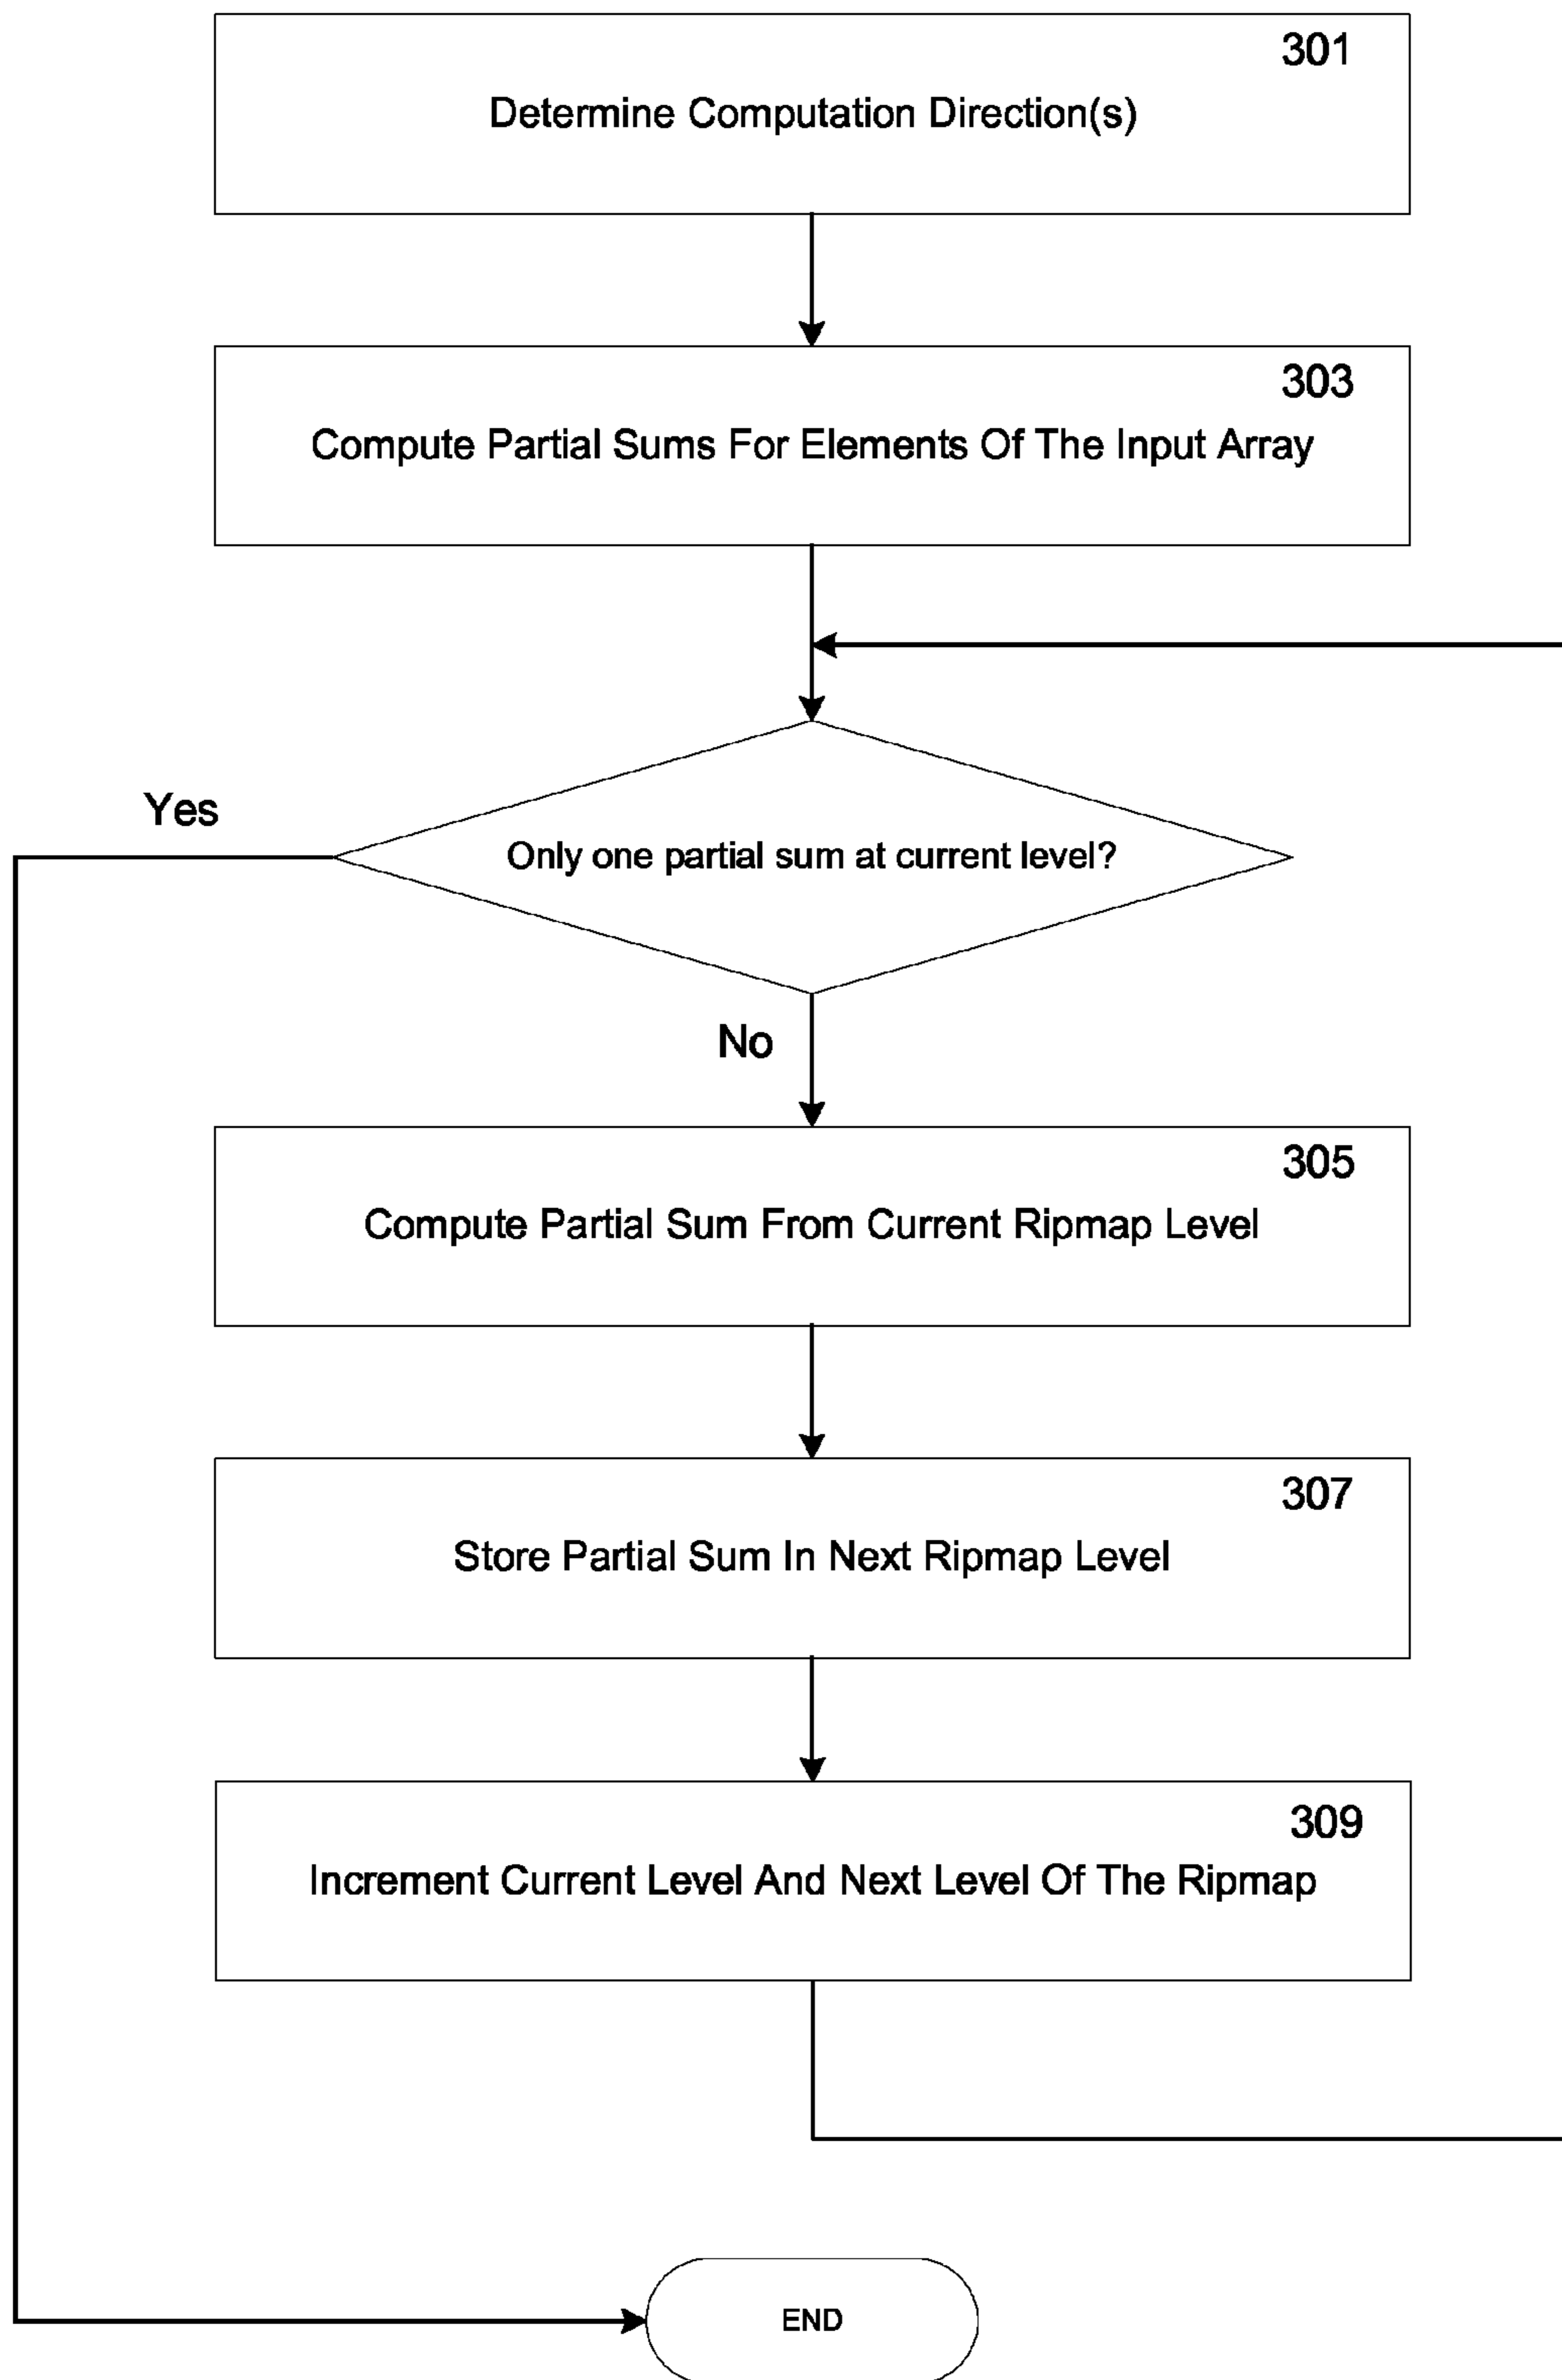 301
Determine Computation Direction(s)
303
Compute Partial Sums For Elements Of The Input Array
Yes
Only one partial sum at current level?
No
305
Compute Partial Sum From Current Ripmap Level
307
Store Partial Sum In Next Ripmap Level
309
Increment Current Level And Next Level Of The Ripmap
END